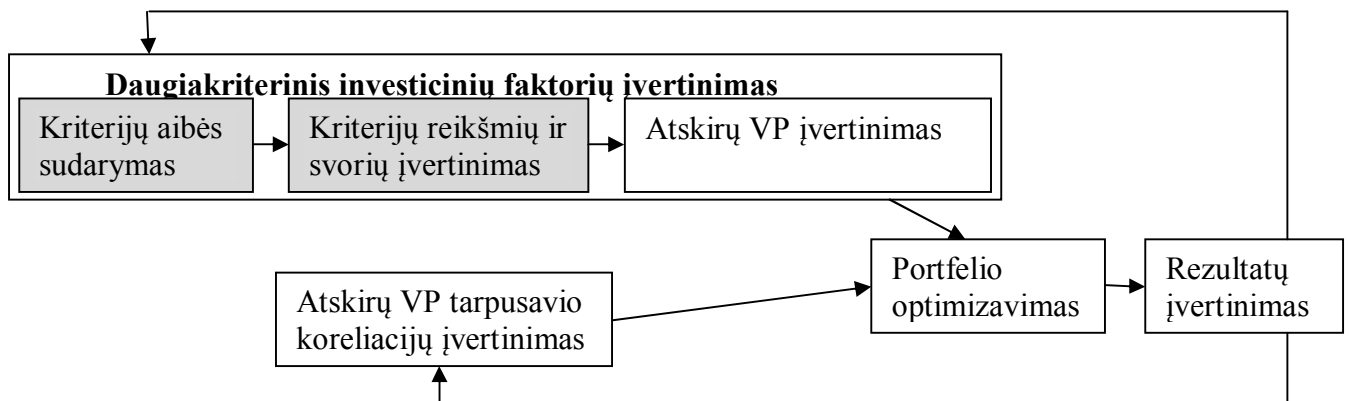 Daugiakriterinis investicinių faktorių įvertinimas
Kriterijų aibės
sudarymas
Kriterijų reikšmių ir
svorių įvertinimas
Atskirų VP įvertinimas
Portfelio
optimizavimas
Rezultatų
įvertinimas
Atskirų VP tarpusavio
koreliacijų įvertinimas